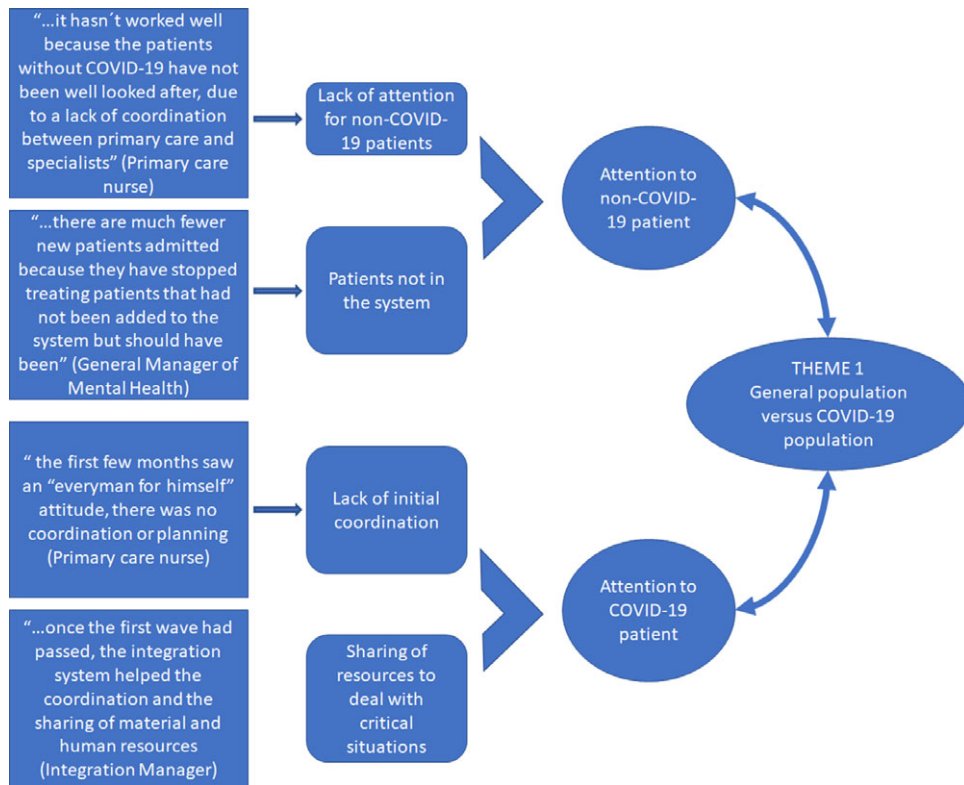 “…it hasn´t worked well
because the patients
without COVID-19 have not
been well looked after, due
to a lack of coordination
between primary care and
specialists” (Primary care
nurse)
Lack of attention
for non-COVID-
19 patients
“…there are much fewer
new patients admitted
because they have stopped
treating patients that had
not been added to the
system but should have
been” (General Manager of
Mental Health)
Patients not in
the system
Attention to
non-COVID-
19 patient
“ the first few months saw
an “everyman for himself”
attitude, there was no
coordination or planning
(Primary care nurse)
Lack of initial
coordination
“…once the first wave had
passed, the integration
system helped the
coordination and the
sharing of material and
human resources
(Integration Manager)
Sharing of
resources to
deal with
critical
situations
Attention to
COVID-19
patient
THEME 1
General population
versus COVID-19
population